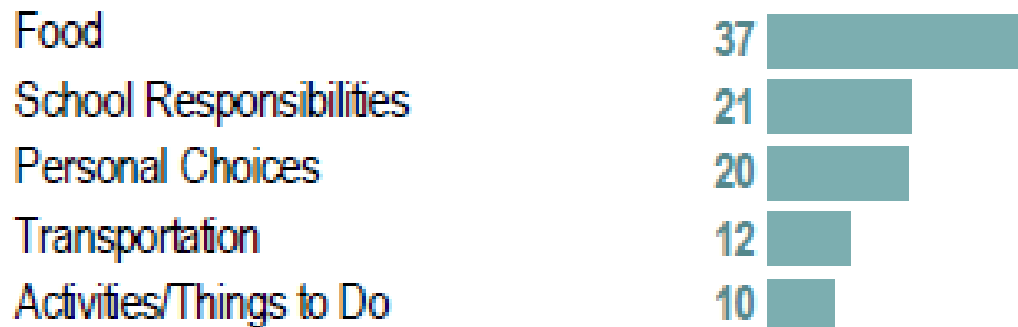 Food 37
School Responsibilities 21
Personal Choices 20
Transportation 12
Activities/Things to Do 10